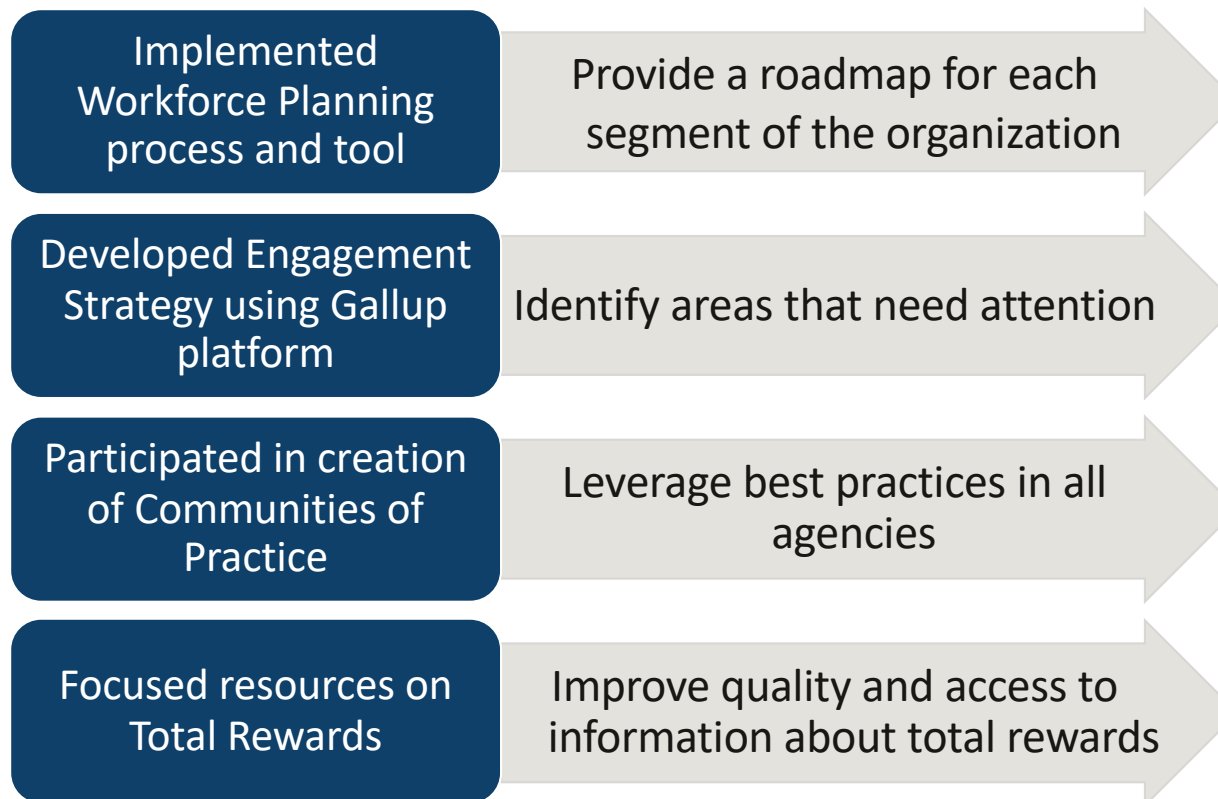 Implemented
Workforce Planning
process and tool
Provide a roadmap for each
segment of the organization
Developed Engagement
Strategy using Gallup
platform
Identify areas that need attention
Participated in creation
of Communities of
Practice
Leverage best practices in all
agencies
Focused resources on
Total Rewards
Improve quality and access to
information about total rewards